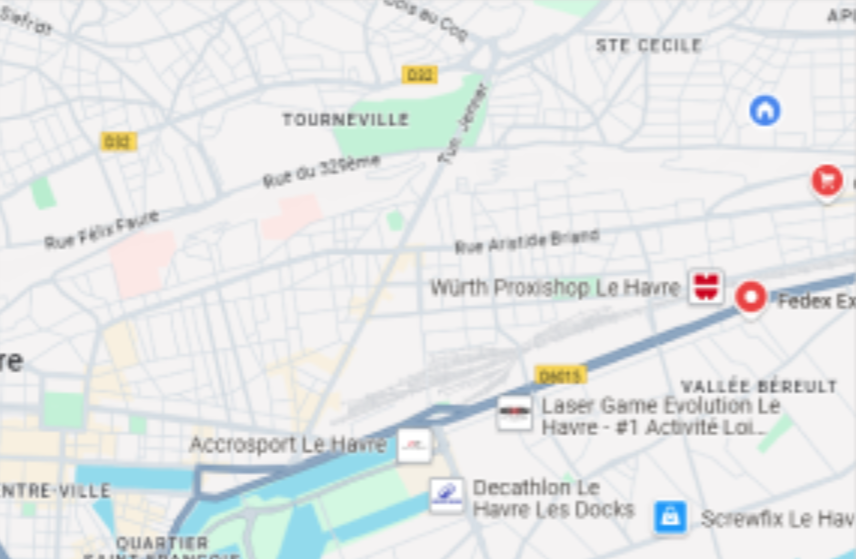 Bois au Coq
STE CECILE
D32
TOURNEVILLE
Tun. Jenner
D32
Rue du 329ème
Rue Félix Faure
Rue Aristide Briand
Würth Proxishop Le Havre
Fedex Ex
re
D6015
VALLÉE BÉREULT
Laser Game Evolution Le
Havre - #1 Activité Loi...
Accrosport Le Havre
NTRE-VILLE
Decathlon Le
Havre Les Docks
Screwfix Le Hav
QUARTIER
SAINT-FRANÇOIS